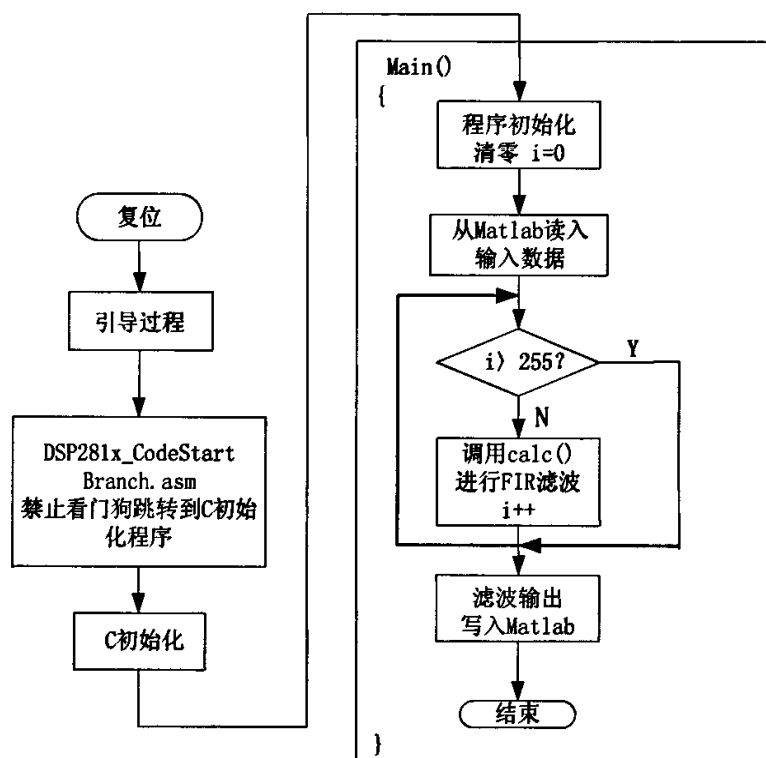 复位
引导过程
DSP281x_CodeStart
Branch.asm
禁止看门狗跳转到C初始
化程序
C初始化
Main()
{
程序初始化
清零 i=0
从Matlab读入
输入数据
i〉255?
Y
N
调用calc()
进行FIR滤波
i++
滤波输出
写入Matlab
结束
}